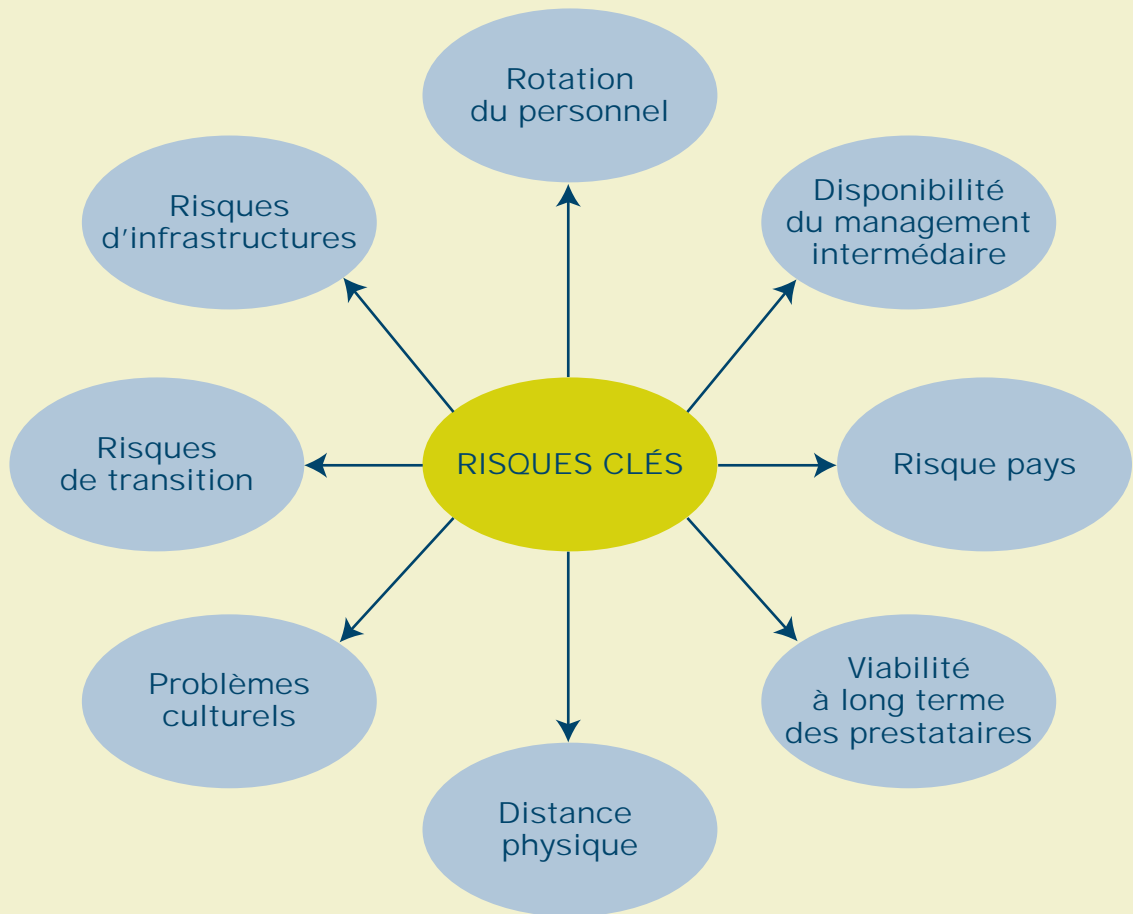 Rotation
du personnel
Risques
d'infrastructures
Disponibilité
du management
intermédaire
Risques
de transition
RISQUES CLÉS
Risque pays
Problèmes
culturels
Viabilité
à long terme
des prestataires
Distance
physique